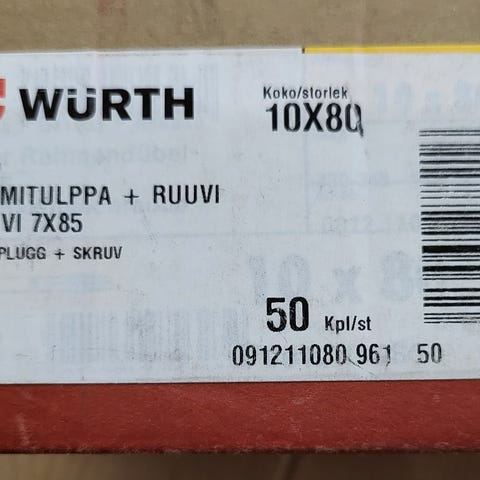 WÜRTH
Koko/storlek
10X80
MITULPPA + RUUVI
VI 7X85
PLUGG + SKRUV
50 Kpl/st
091211080 961 50